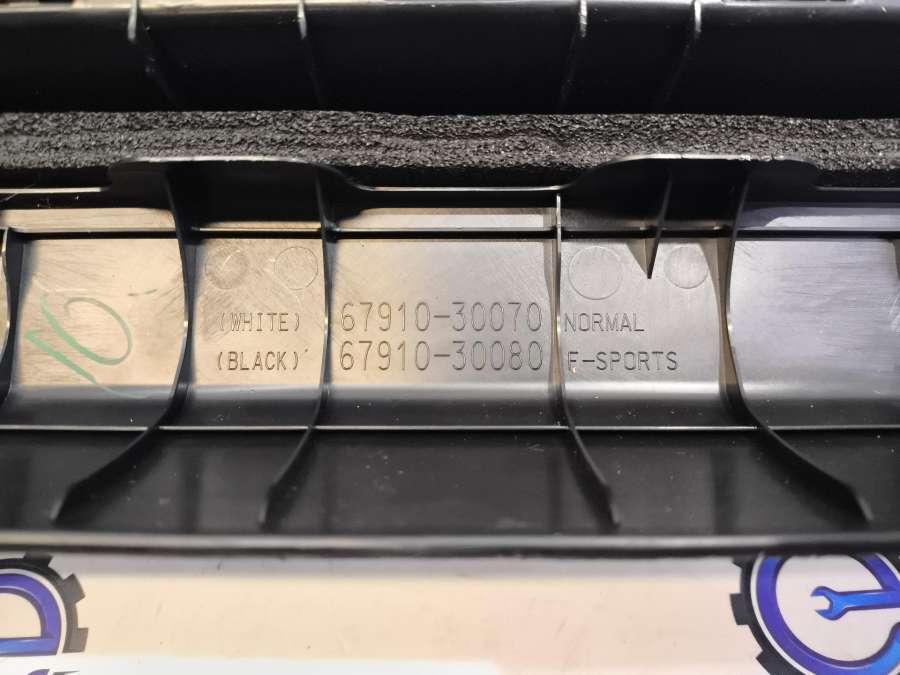 (WHITE) 67910-30070 NORMAL
(BLACK) 67910-30080 F-SPORTS